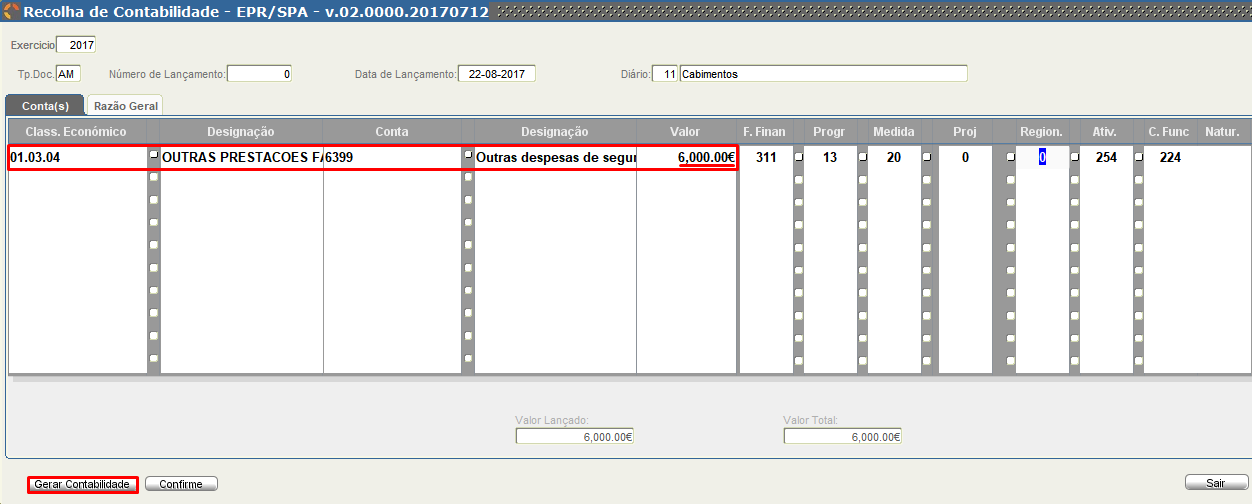 Recolha de Contabilidade - EPR/SPA - v.02.0000.20170712
Exercicio 2017
Tp.Doc. AM Número de Lançamento: 0 Data de Lançamento: 22-08-2017 Diário: 11 Cabimentos
Conta(s) Razão Geral
Class. Económico Designação Conta Designação Valor F. Finan Progr Medida Proj Region. Ativ. C. Func Natur.
01.03.04 OUTRAS PRESTACOES FA 6399 Outras despesas de segur 6,000.00€ 311 13 20 0 0 254 224
Valor Lançado: Valor Total:
6,000.00€ 6,000.00€
Gerar Contabilidade Confirme Sair